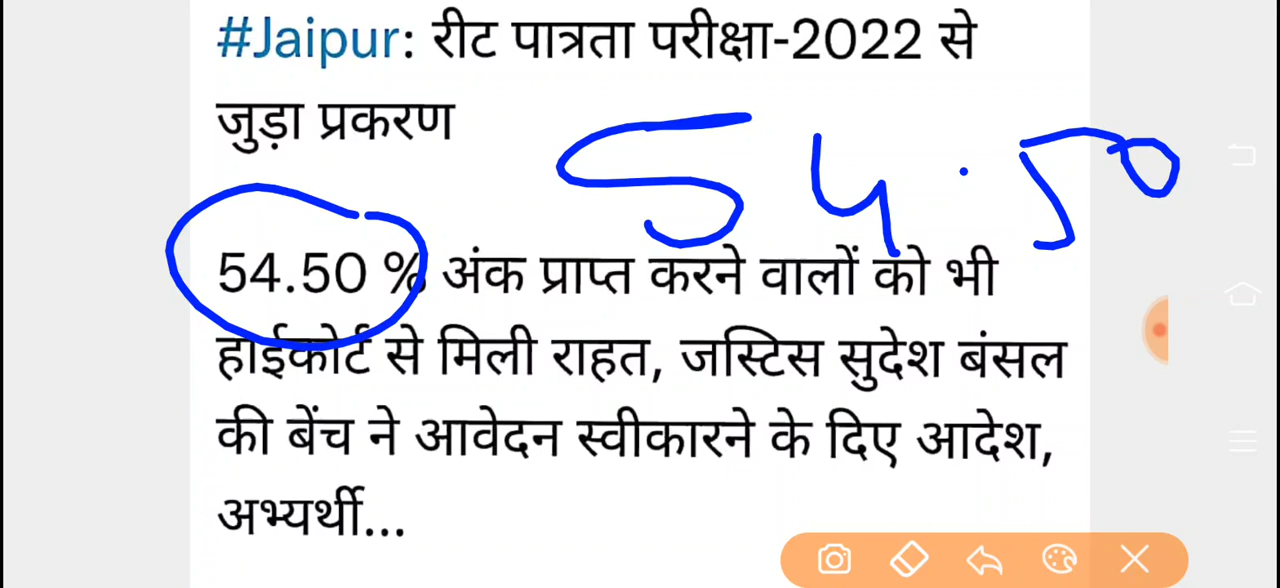 #Jaipur: रीट पात्रता परीक्षा-2022 से
जुड़ा प्रकरण
54.50
54.50 % अंक प्राप्त करने वालों को भी
हाईकोर्ट से मिली राहत, जस्टिस सुदेश बंसल
की बेंच ने आवेदन स्वीकारने के दिए आदेश,
अभ्यर्थी...